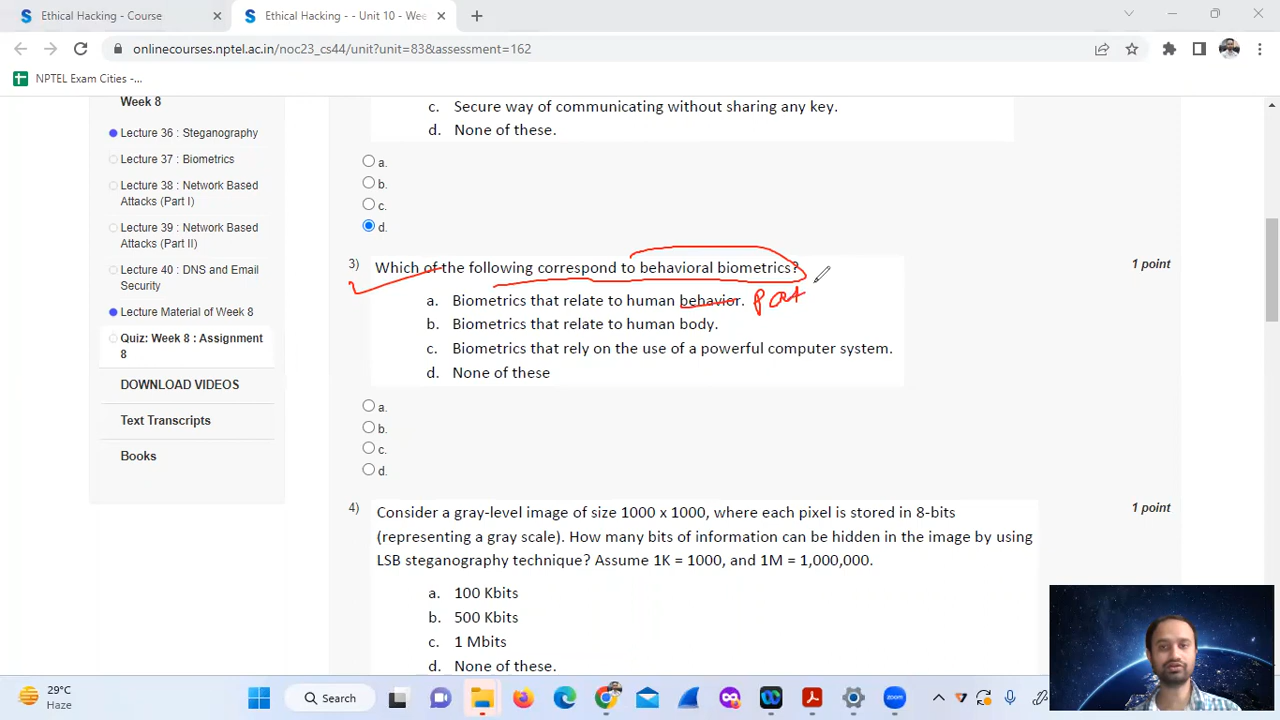 Ethical Hacking - Course
Ethical Hacking - - Unit 10 - We
onlinecourses.nptel.ac.in/noc23_cs44/unit?unit=83&assessment=162
NPTEL Exam Cities -...
Week 8
Lecture 36 : Steganography
Lecture 37 : Biometrics
Lecture 38 : Network Based
Attacks (Part I)
Lecture 39 : Network Based
Attacks (Part II)
Lecture 40 : DNS and Email
Security
Lecture Material of Week 8
Quiz: Week 8 : Assignment
8
DOWNLOAD VIDEOS
Text Transcripts
Books
c. Secure way of communicating without sharing any key.
d. None of these.
a.
b.
c.
d.
3) Which of the following correspond to behavioral biometrics? 1 point
a. Biometrics that relate to human behavior.
b. Biometrics that relate to human body.
c. Biometrics that rely on the use of a powerful computer system.
d. None of these
a.
b.
c.
d.
4) Consider a gray-level image of size 1000 x 1000, where each pixel is stored in 8-bits 1 point
(representing a gray scale). How many bits of information can be hidden in the image by using
LSB steganography technique? Assume 1K = 1000, and 1M = 1,000,000.
a. 100 Kbits
b. 500 Kbits
c. 1 Mbits
d. None of these.
29°C
Haze
Search
zoom